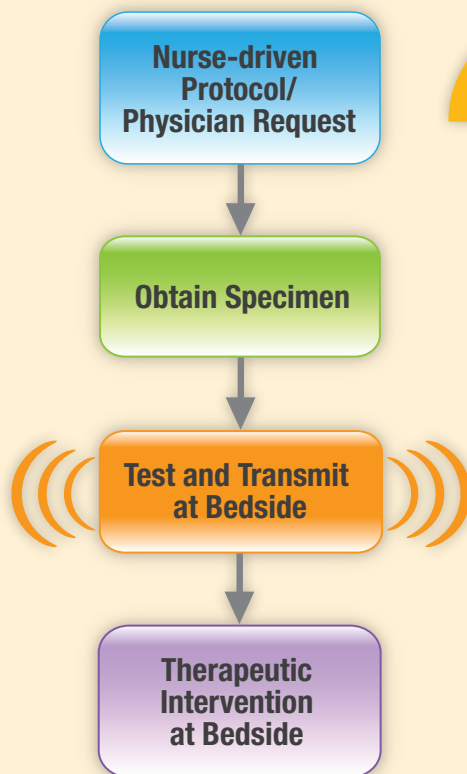 Nurse-driven
Protocol/
Physician Request
Obtain Specimen
Test and Transmit
at Bedside
Therapeutic
Intervention
at Bedside